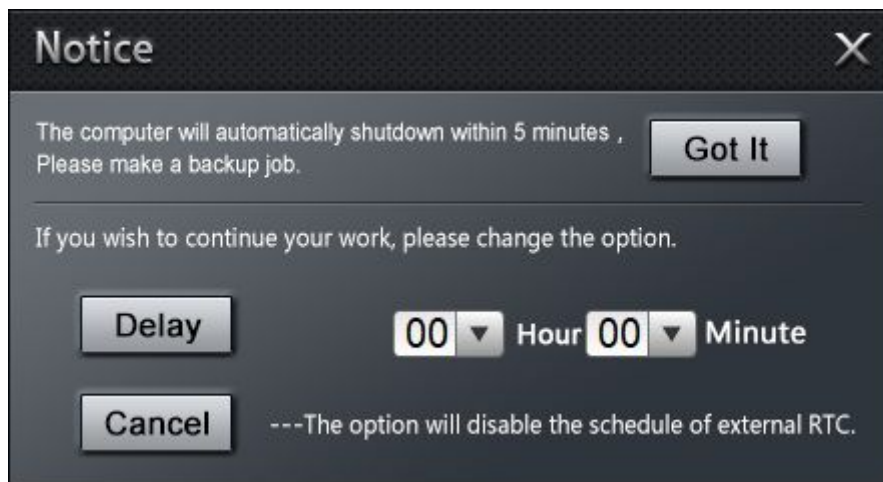 Notice
The computer will automatically shutdown within 5 minutes ,
Please make a backup job.
Got It
If you wish to continue your work, please change the option.
Delay
00 Hour 00 Minute
Cancel
---The option will disable the schedule of external RTC.